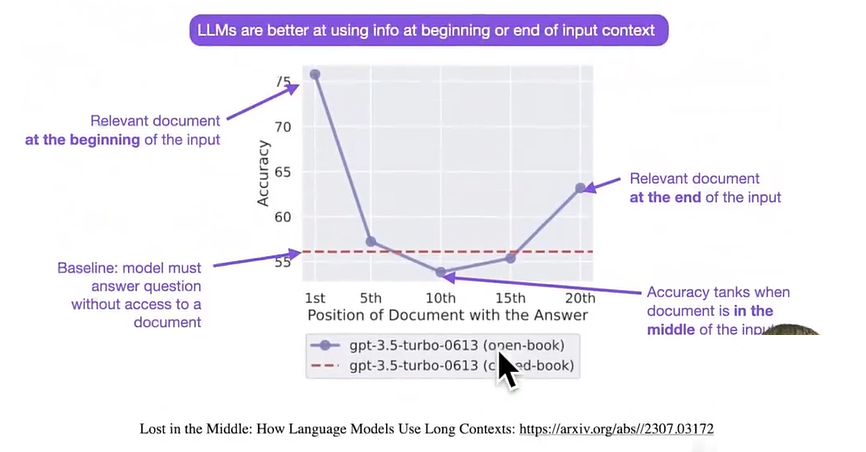 LLMs are better at using info at beginning or end of input context
Relevant document
at the beginning of the input
Baseline: model must
answer question
without access to a
document
Accuracy
75
70
65
60
55
1st 5th 10th 15th 20th
Position of Document with the Answer
Relevant document
at the end of the input
Accuracy tanks when
document is in the
middle of the input
gpt-3.5-turbo-0613 (open-book)
gpt-3.5-turbo-0613 (closed-book)
Lost in the Middle: How Language Models Use Long Contexts: https://arxiv.org/abs//2307.03172